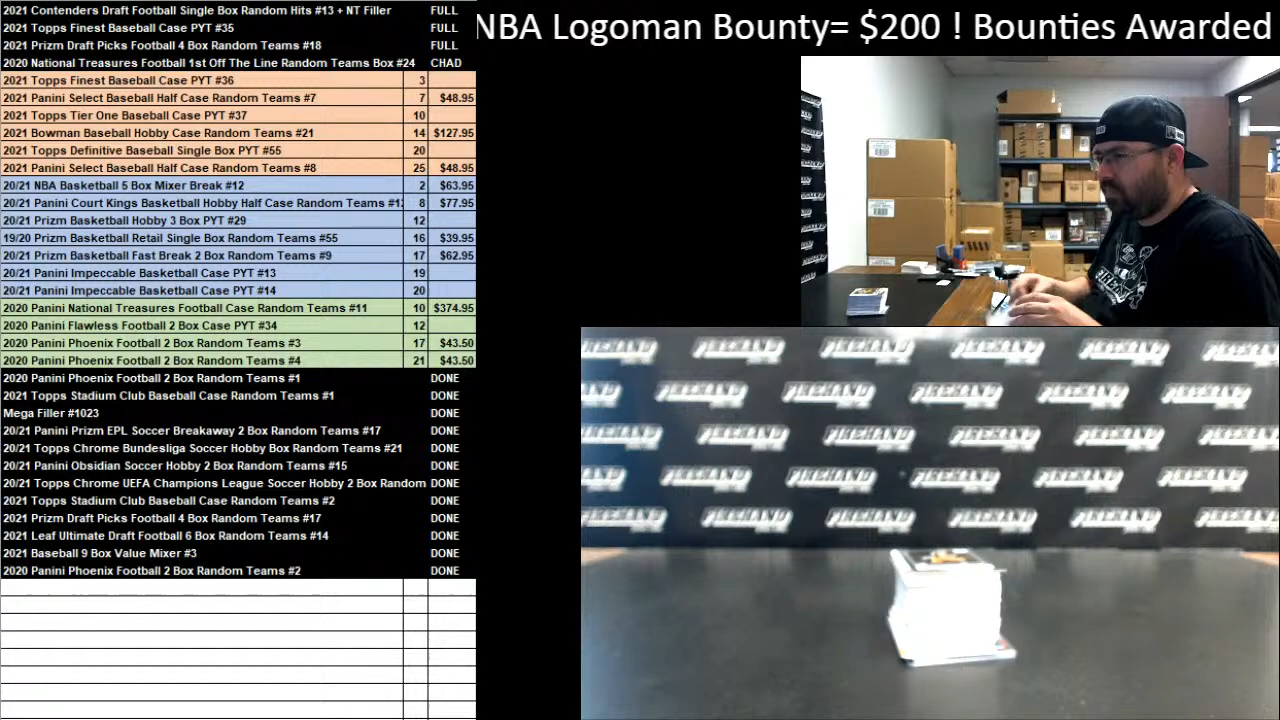 NBA Logoman Bounty= $200 ! Bounties Awarded
2021 Contenders Draft Football Single Box Random Hits #13 + NT Filler FULL
2021 Topps Finest Baseball Case PYT #35 FULL
2021 Prizm Draft Picks Football 4 Box Random Teams #18 FULL
2020 National Treasures Football 1st Off The Line Random Teams Box #24 CHAD
2021 Topps Finest Baseball Case PYT #36 3
2021 Panini Select Baseball Half Case Random Teams #7 7 $48.95
2021 Topps Tier One Baseball Case PYT #37 10
2021 Bowman Baseball Hobby Case Random Teams #21 14 $127.95
2021 Topps Definitive Baseball Single Box PYT #55 20
2021 Panini Select Baseball Half Case Random Teams #8 25 $48.95
20/21 NBA Basketball 5 Box Mixer Break #12 2 $63.95
20/21 Panini Court Kings Basketball Hobby Half Case Random Teams 8 $77.95
20/21 Prizm Basketball Hobby 3 Box PYT #29 12
19/20 Prizm Basketball Retail Single Box Random Teams #55 16 $39.95
20/21 Prizm Basketball Fast Break 2 Box Random Teams #9 17 $62.95
20/21 Panini Impeccable Basketball Case PYT #13 19
20/21 Panini Impeccable Basketball Case PYT #14 20
2020 Panini National Treasures Football Case Random Teams #11 10 $374.95
2020 Panini Flawless Football 2 Box Case PYT #34 12
2020 Panini Phoenix Football 2 Box Random Teams #3 17 $43.50
2020 Panini Phoenix Football 2 Box Random Teams #4 21 $43.50
2020 Panini Phoenix Football 2 Box Random Teams #1 DONE
2021 Topps Stadium Club Baseball Case Random Teams #1 DONE
Mega Filler #1023 DONE
20/21 Panini Prizm EPL Soccer Breakaway 2 Box Random Teams #17 DONE
20/21 Topps Chrome Bundesliga Soccer Hobby Box Random Teams #21 DONE
20/21 Panini Obsidian Soccer Hobby 2 Box Random Teams #15 DONE
20/21 Topps Chrome UEFA Champions League Soccer Hobby 2 Box Random DONE
2021 Topps Stadium Club Baseball Case Random Teams #2 DONE
2021 Prizm Draft Picks Football 4 Box Random Teams #17 DONE
2021 Leaf Ultimate Draft Football 6 Box Random Teams #14 DONE
2021 Baseball 9 Box Value Mixer #3 DONE
2020 Panini Phoenix Football 2 Box Random Teams #2 DONE